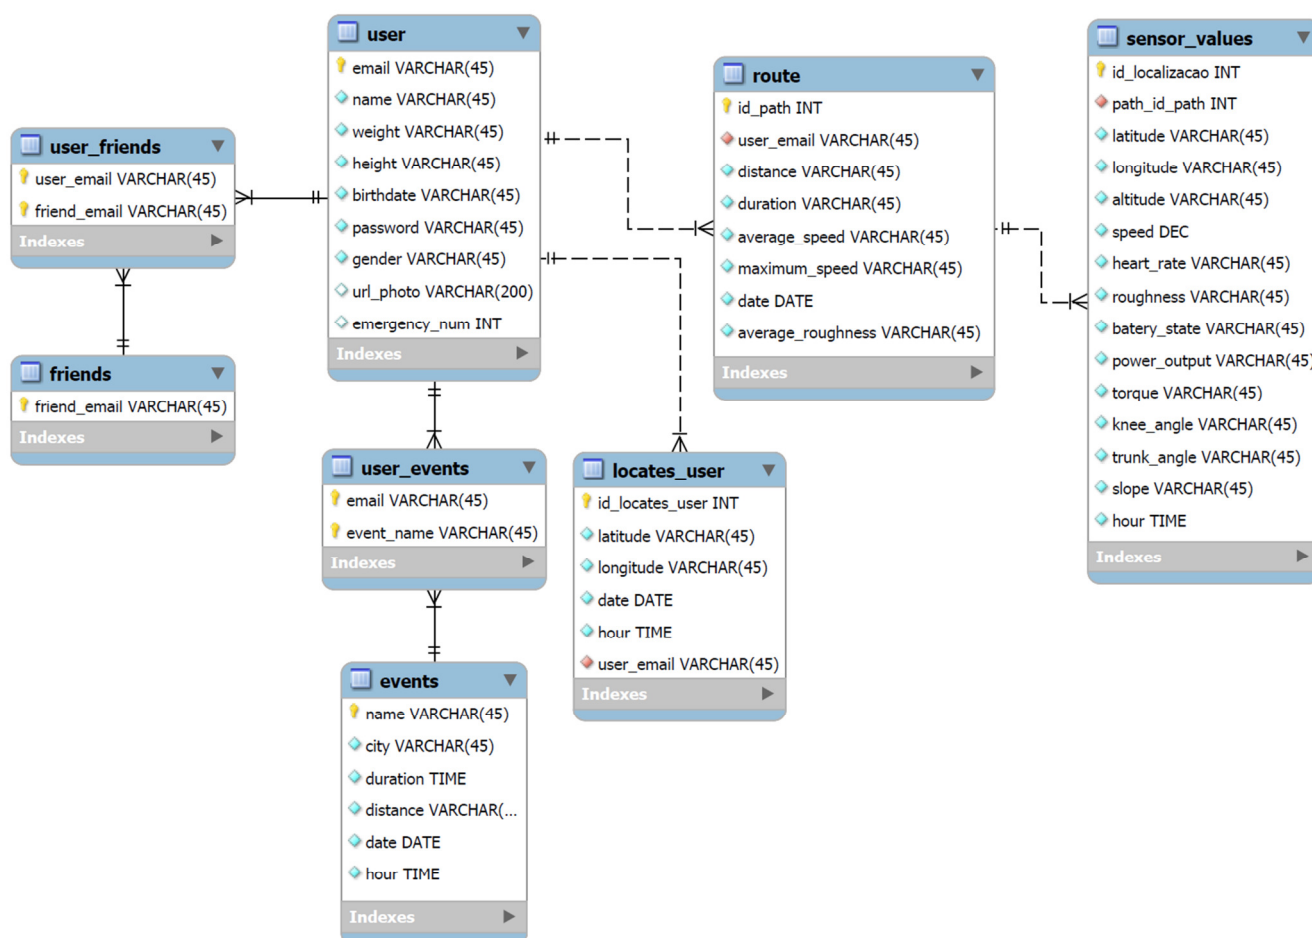 user
email VARCHAR(45)
name VARCHAR(45)
weight VARCHAR(45)
height VARCHAR(45)
birthdate VARCHAR(45)
password VARCHAR(45)
gender VARCHAR(45)
url_photo VARCHAR(200)
emergency_num INT
Indexes
user_friends
user_email VARCHAR(45)
friend_email VARCHAR(45)
Indexes
friends
friend_email VARCHAR(45)
Indexes
user_events
email VARCHAR(45)
event_name VARCHAR(45)
Indexes
events
name VARCHAR(45)
city VARCHAR(45)
duration TIME
distance VARCHAR(...
date DATE
hour TIME
Indexes
locates_user
id_locates_user INT
latitude VARCHAR(45)
longitude VARCHAR(45)
date DATE
hour TIME
user_email VARCHAR(45)
Indexes
route
id_path INT
user_email VARCHAR(45)
distance VARCHAR(45)
duration VARCHAR(45)
average_speed VARCHAR(45)
maximum_speed VARCHAR(45)
date DATE
average_roughness VARCHAR(45)
Indexes
sensor_values
id_localizacao INT
path_id_path INT
latitude VARCHAR(45)
longitude VARCHAR(45)
altitude VARCHAR(45)
speed DEC
heart_rate VARCHAR(45)
roughness VARCHAR(45)
batery_state VARCHAR(45)
power_output VARCHAR(45)
torque VARCHAR(45)
knee_angle VARCHAR(45)
trunk_angle VARCHAR(45)
slope VARCHAR(45)
hour TIME
Indexes